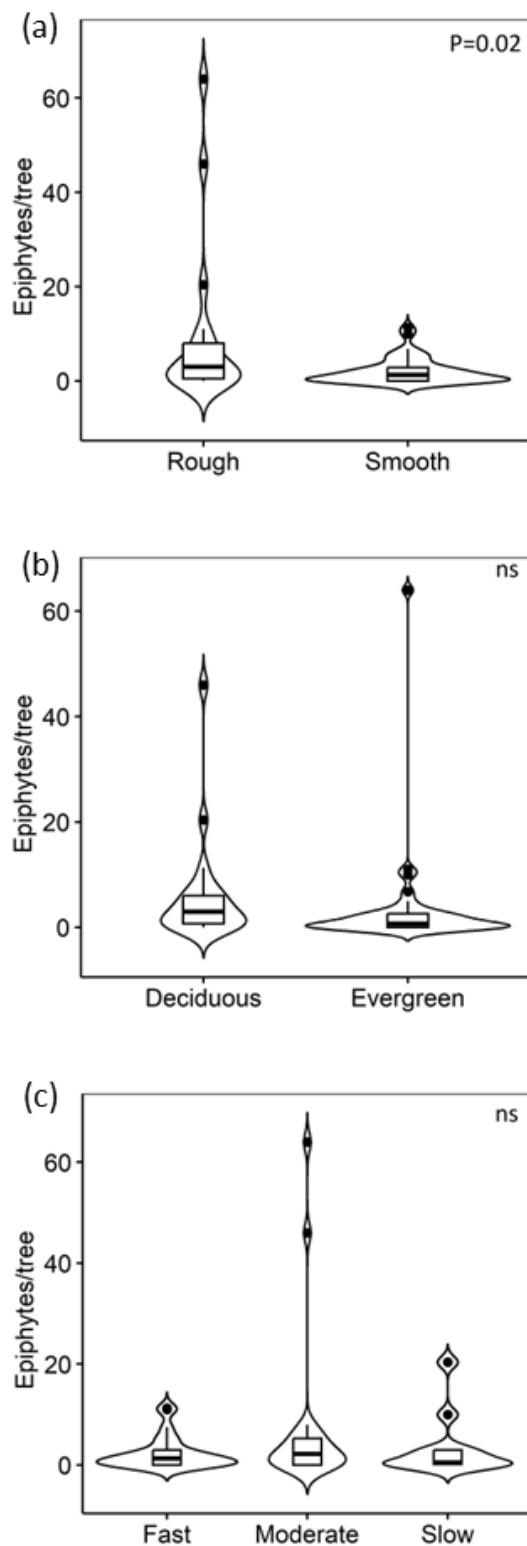 (a)
P=0.02
60
40
20
0
Epiphytes/tree
Rough Smooth
(b)
ns
60
40
20
0
Epiphytes/tree
Deciduous Evergreen
(c)
ns
60
40
20
0
Epiphytes/tree
Fast Moderate Slow